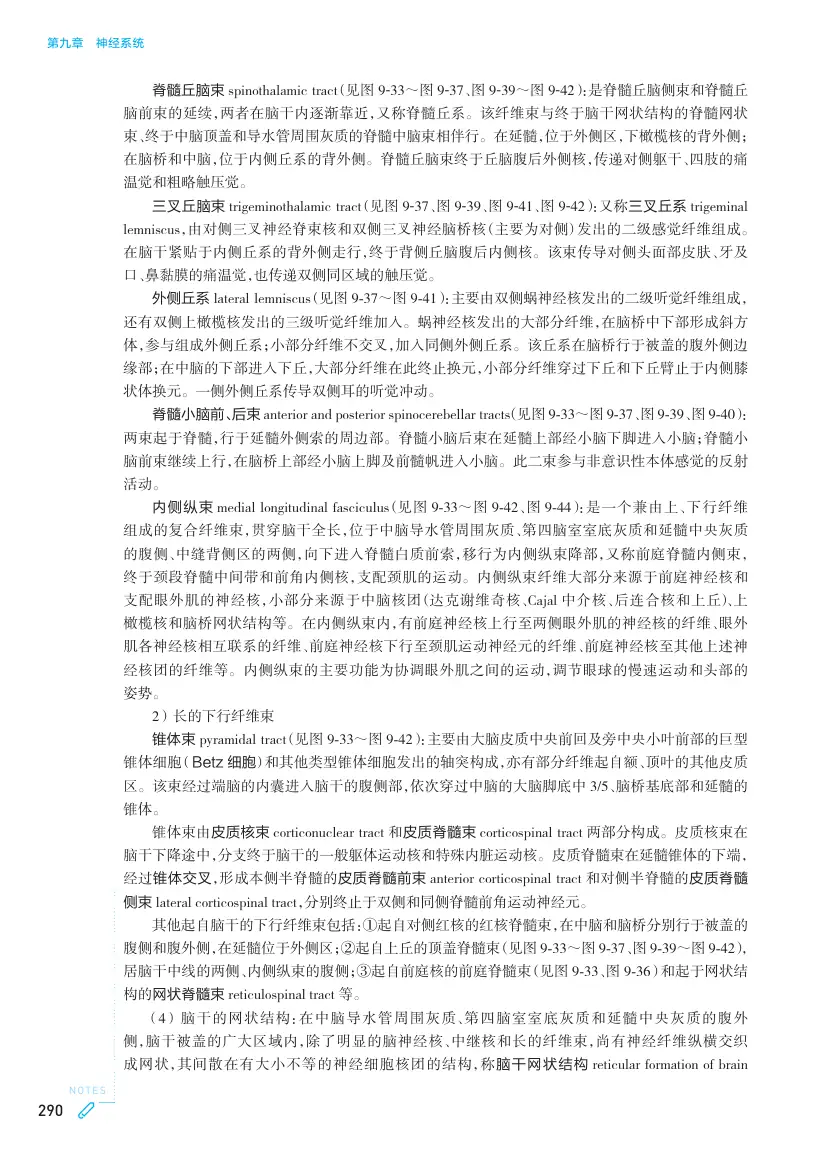 第九章 神经系统
脊髓丘脑束 spinothalamic tract（见图 9-33～图 9-37、图 9-39～图 9-42）：是脊髓丘脑侧束和脊髓丘
脑前束的延续，两者在脑干内逐渐靠近，又称脊髓丘系。该纤维束与终于脑干网状结构的脊髓网状
束、终于中脑顶盖和导水管周围灰质的脊髓中脑束相伴行。在延髓，位于外侧区，下橄榄核的背外侧；
在脑桥和中脑，位于内侧丘系的背外侧。脊髓丘脑束终于丘脑腹后外侧核，传递对侧躯干、四肢的痛
温觉和粗略触压觉。
三叉丘脑束 trigeminothalamic tract（见图 9-37、图 9-39、图 9-41、图 9-42）：又称三叉丘系 trigeminal
lemniscus，由对侧三叉神经脊束核和双侧三叉神经脑桥核（主要为对侧）发出的二级感觉纤维组成。
在脑干紧贴于内侧丘系的背外侧走行，终于背侧丘脑腹后内侧核。该束传导对侧头面部皮肤、牙及
口、鼻黏膜的痛温觉，也传递双侧同区域的触压觉。
外侧丘系 lateral lemniscus（见图 9-37～图 9-41）：主要由双侧蜗神经核发出的二级听觉纤维组成，
还有双侧上橄榄核发出的三级听觉纤维加入。蜗神经核发出的大部分纤维，在脑桥中下部形成斜方
体，参与组成外侧丘系；小部分纤维不交叉，加入同侧外侧丘系。该丘系在脑桥行于被盖的腹外侧边
缘部；在中脑的下部进入下丘，大部分纤维在此终止换元，小部分纤维穿过下丘和下丘臂止于内侧膝
状体换元。一侧外侧丘系传导双侧耳的听觉冲动。
脊髓小脑前、后束 anterior and posterior spinocerebellar tracts（见图 9-33～图 9-37、图 9-39、图 9-40）：
两束起于脊髓，行于延髓外侧索的周边部。脊髓小脑后束在延髓上部经小脑下脚进入小脑；脊髓小
脑前束继续上行，在脑桥上部经小脑上脚及前髓帆进入小脑。此二束参与非意识性本体感觉的反射
活动。
内侧纵束 medial longitudinal fasciculus（见图 9-33～图 9-42、图 9-44）：是一个兼由上、下行纤维
组成的复合纤维束，贯穿脑干全长，位于中脑导水管周围灰质、第四脑室室底灰质和延髓中央灰质
的腹侧、中缝背侧区的两侧，向下进入脊髓白质前索，移行为内侧纵束降部，又称前庭脊髓内侧束，
终于颈段脊髓中间带和前角内侧核，支配颈肌的运动。内侧纵束纤维大部分来源于前庭神经核和
支配眼外肌的神经核，小部分来源于中脑核团（达克谢维奇核、Cajal 中介核、后连合核和上丘）、上
橄榄核和脑桥网状结构等。在内侧纵束内，有前庭神经核上行至两侧眼外肌的神经核的纤维、眼外
肌各神经核相互联系的纤维、前庭神经核下行至颈肌运动神经元的纤维、前庭神经核至其他上述神
经核团的纤维等。内侧纵束的主要功能为协调眼外肌之间的运动，调节眼球的慢速运动和头部的
姿势。
2）长的下行纤维束
锥体束 pyramidal tract（见图 9-33～图 9-42）：主要由大脑皮质中央前回及旁中央小叶前部的巨型
锥体细胞（Betz 细胞）和其他类型锥体细胞发出的轴突构成，亦有部分纤维起自额、顶叶的其他皮质
区。该束经过端脑的内囊进入脑干的腹侧部，依次穿过中脑的大脑脚底中 3/5、脑桥基底部和延髓的
锥体。
锥体束由皮质核束 corticonuclear tract 和皮质脊髓束 corticospinal tract 两部分构成。皮质核束在
脑干下降途中，分支终于脑干的一般躯体运动核和特殊内脏运动核。皮质脊髓束在延髓锥体的下端，
经过锥体交叉，形成本侧半脊髓的皮质脊髓前束 anterior corticospinal tract 和对侧半脊髓的皮质脊髓
侧束 lateral corticospinal tract，分别终止于双侧和同侧脊髓前角运动神经元。
其他起自脑干的下行纤维束包括：①起自对侧红核的红核脊髓束，在中脑和脑桥分别行于被盖的
腹侧和腹外侧，在延髓位于外侧区；②起自上丘的顶盖脊髓束（见图 9-33～图 9-37、图 9-39～图 9-42），
居脑干中线的两侧、内侧纵束的腹侧；③起自前庭核的前庭脊髓束（见图 9-33、图 9-36）和起于网状结
构的网状脊髓束 reticulospinal tract 等。
（4）脑干的网状结构：在中脑导水管周围灰质、第四脑室室底灰质和延髓中央灰质的腹外
侧，脑干被盖的广大区域内，除了明显的脑神经核、中继核和长的纤维束，尚有神经纤维纵横交织
成网状，其间散在有大小不等的神经细胞核团的结构，称脑干网状结构 reticular formation of brain
NOTES
290